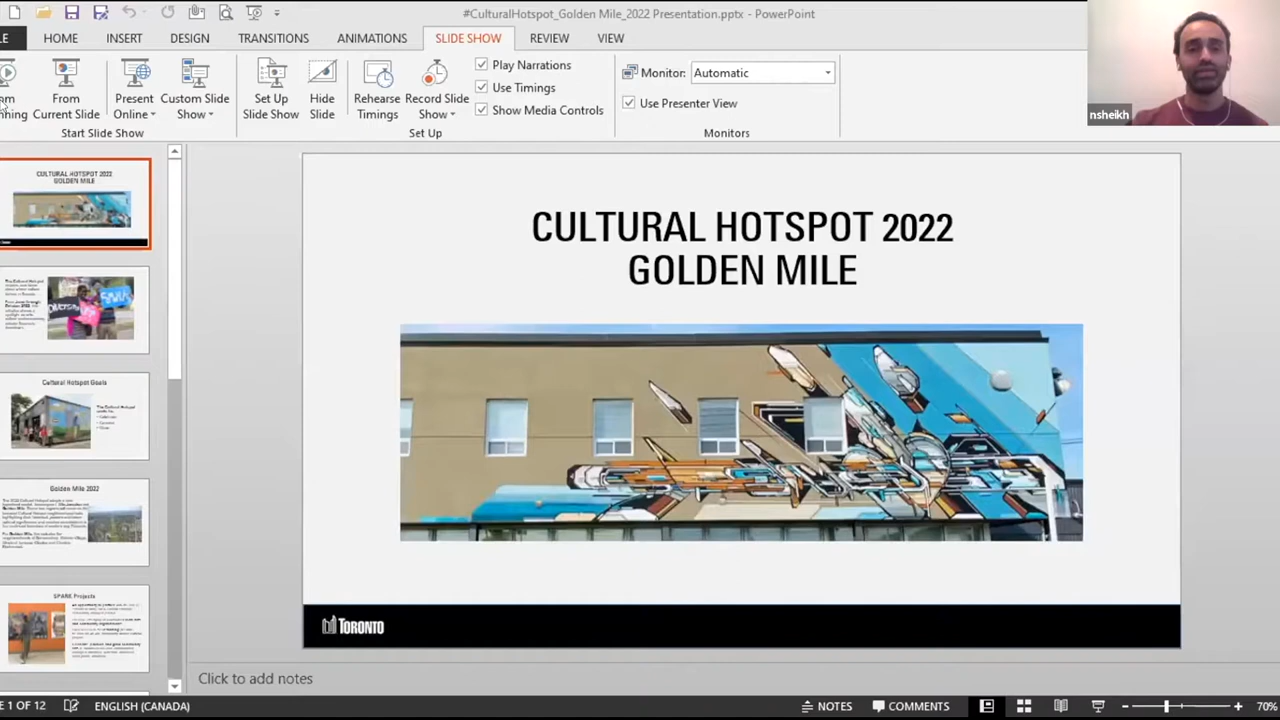 #CulturalHotspot_Golden Mile_2022 Presentation.pptx - PowerPoint
HOME INSERT DESIGN TRANSITIONS ANIMATIONS SLIDE SHOW REVIEW VIEW
From Current Slide
Present Online
Custom Slide Show
Start Slide Show
Set Up Slide Show
Hide Slide
Rehearse Timings
Record Slide Show
Play Narrations
Use Timings
Show Media Controls
Set Up
Monitor: Automatic
Use Presenter View
Monitors
nsheikh
CULTURAL HOTSPOT 2022
GOLDEN MILE
Cultural Hotspot Goals
Golden Mile 2022
SPARK Projects
CULTURAL HOTSPOT 2022
GOLDEN MILE
TORONTO
Click to add notes
1 OF 12 ENGLISH (CANADA) NOTES COMMENTS 70%